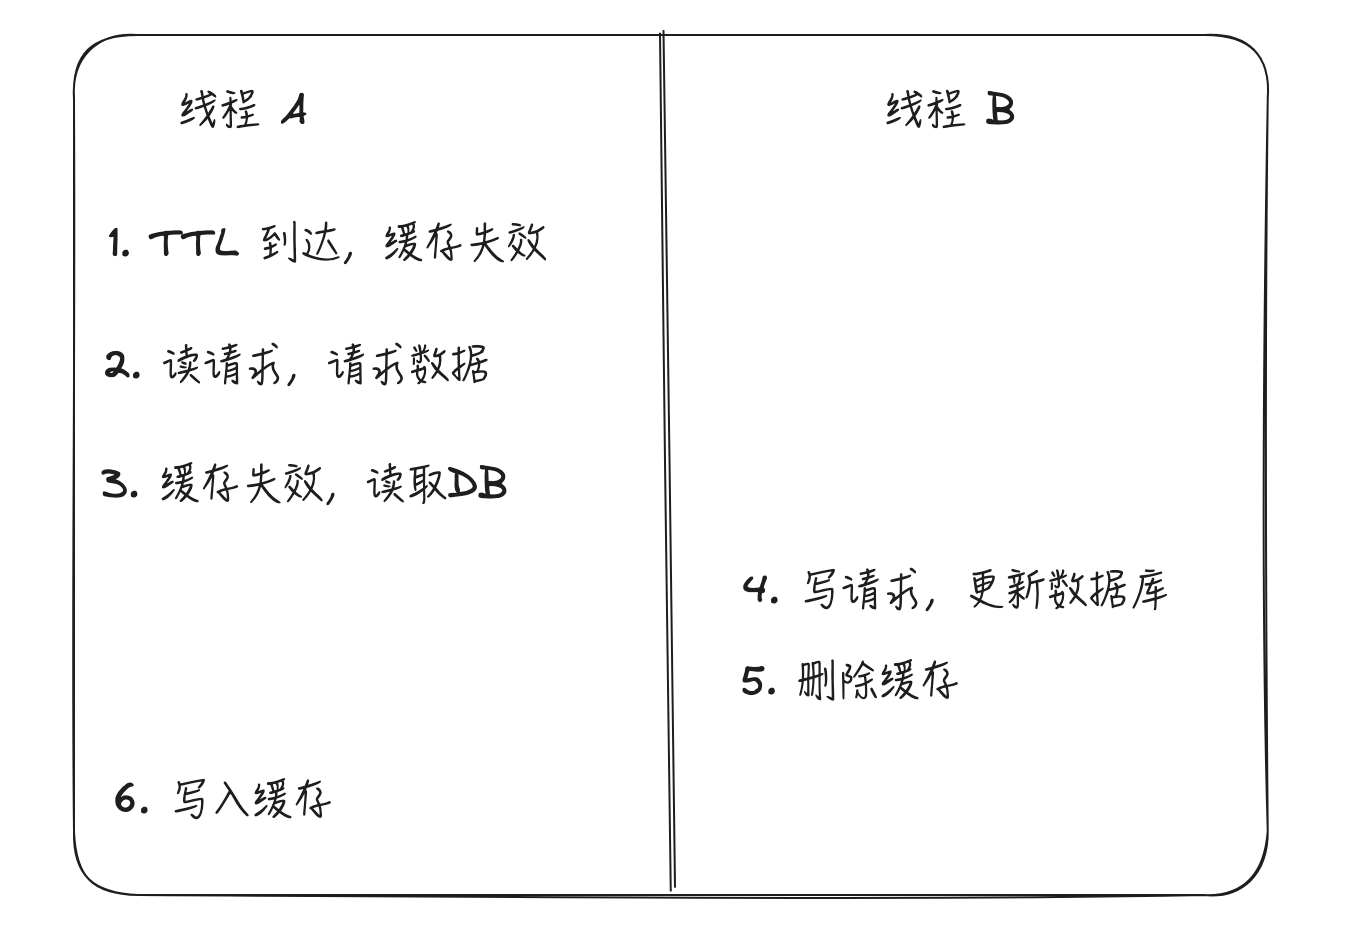 线程 A
线程 B
1. TTL 到达，缓存失效
2. 读请求，请求数据
3. 缓存失效，读取DB
4. 写请求，更新数据库
5. 删除缓存
6. 写入缓存